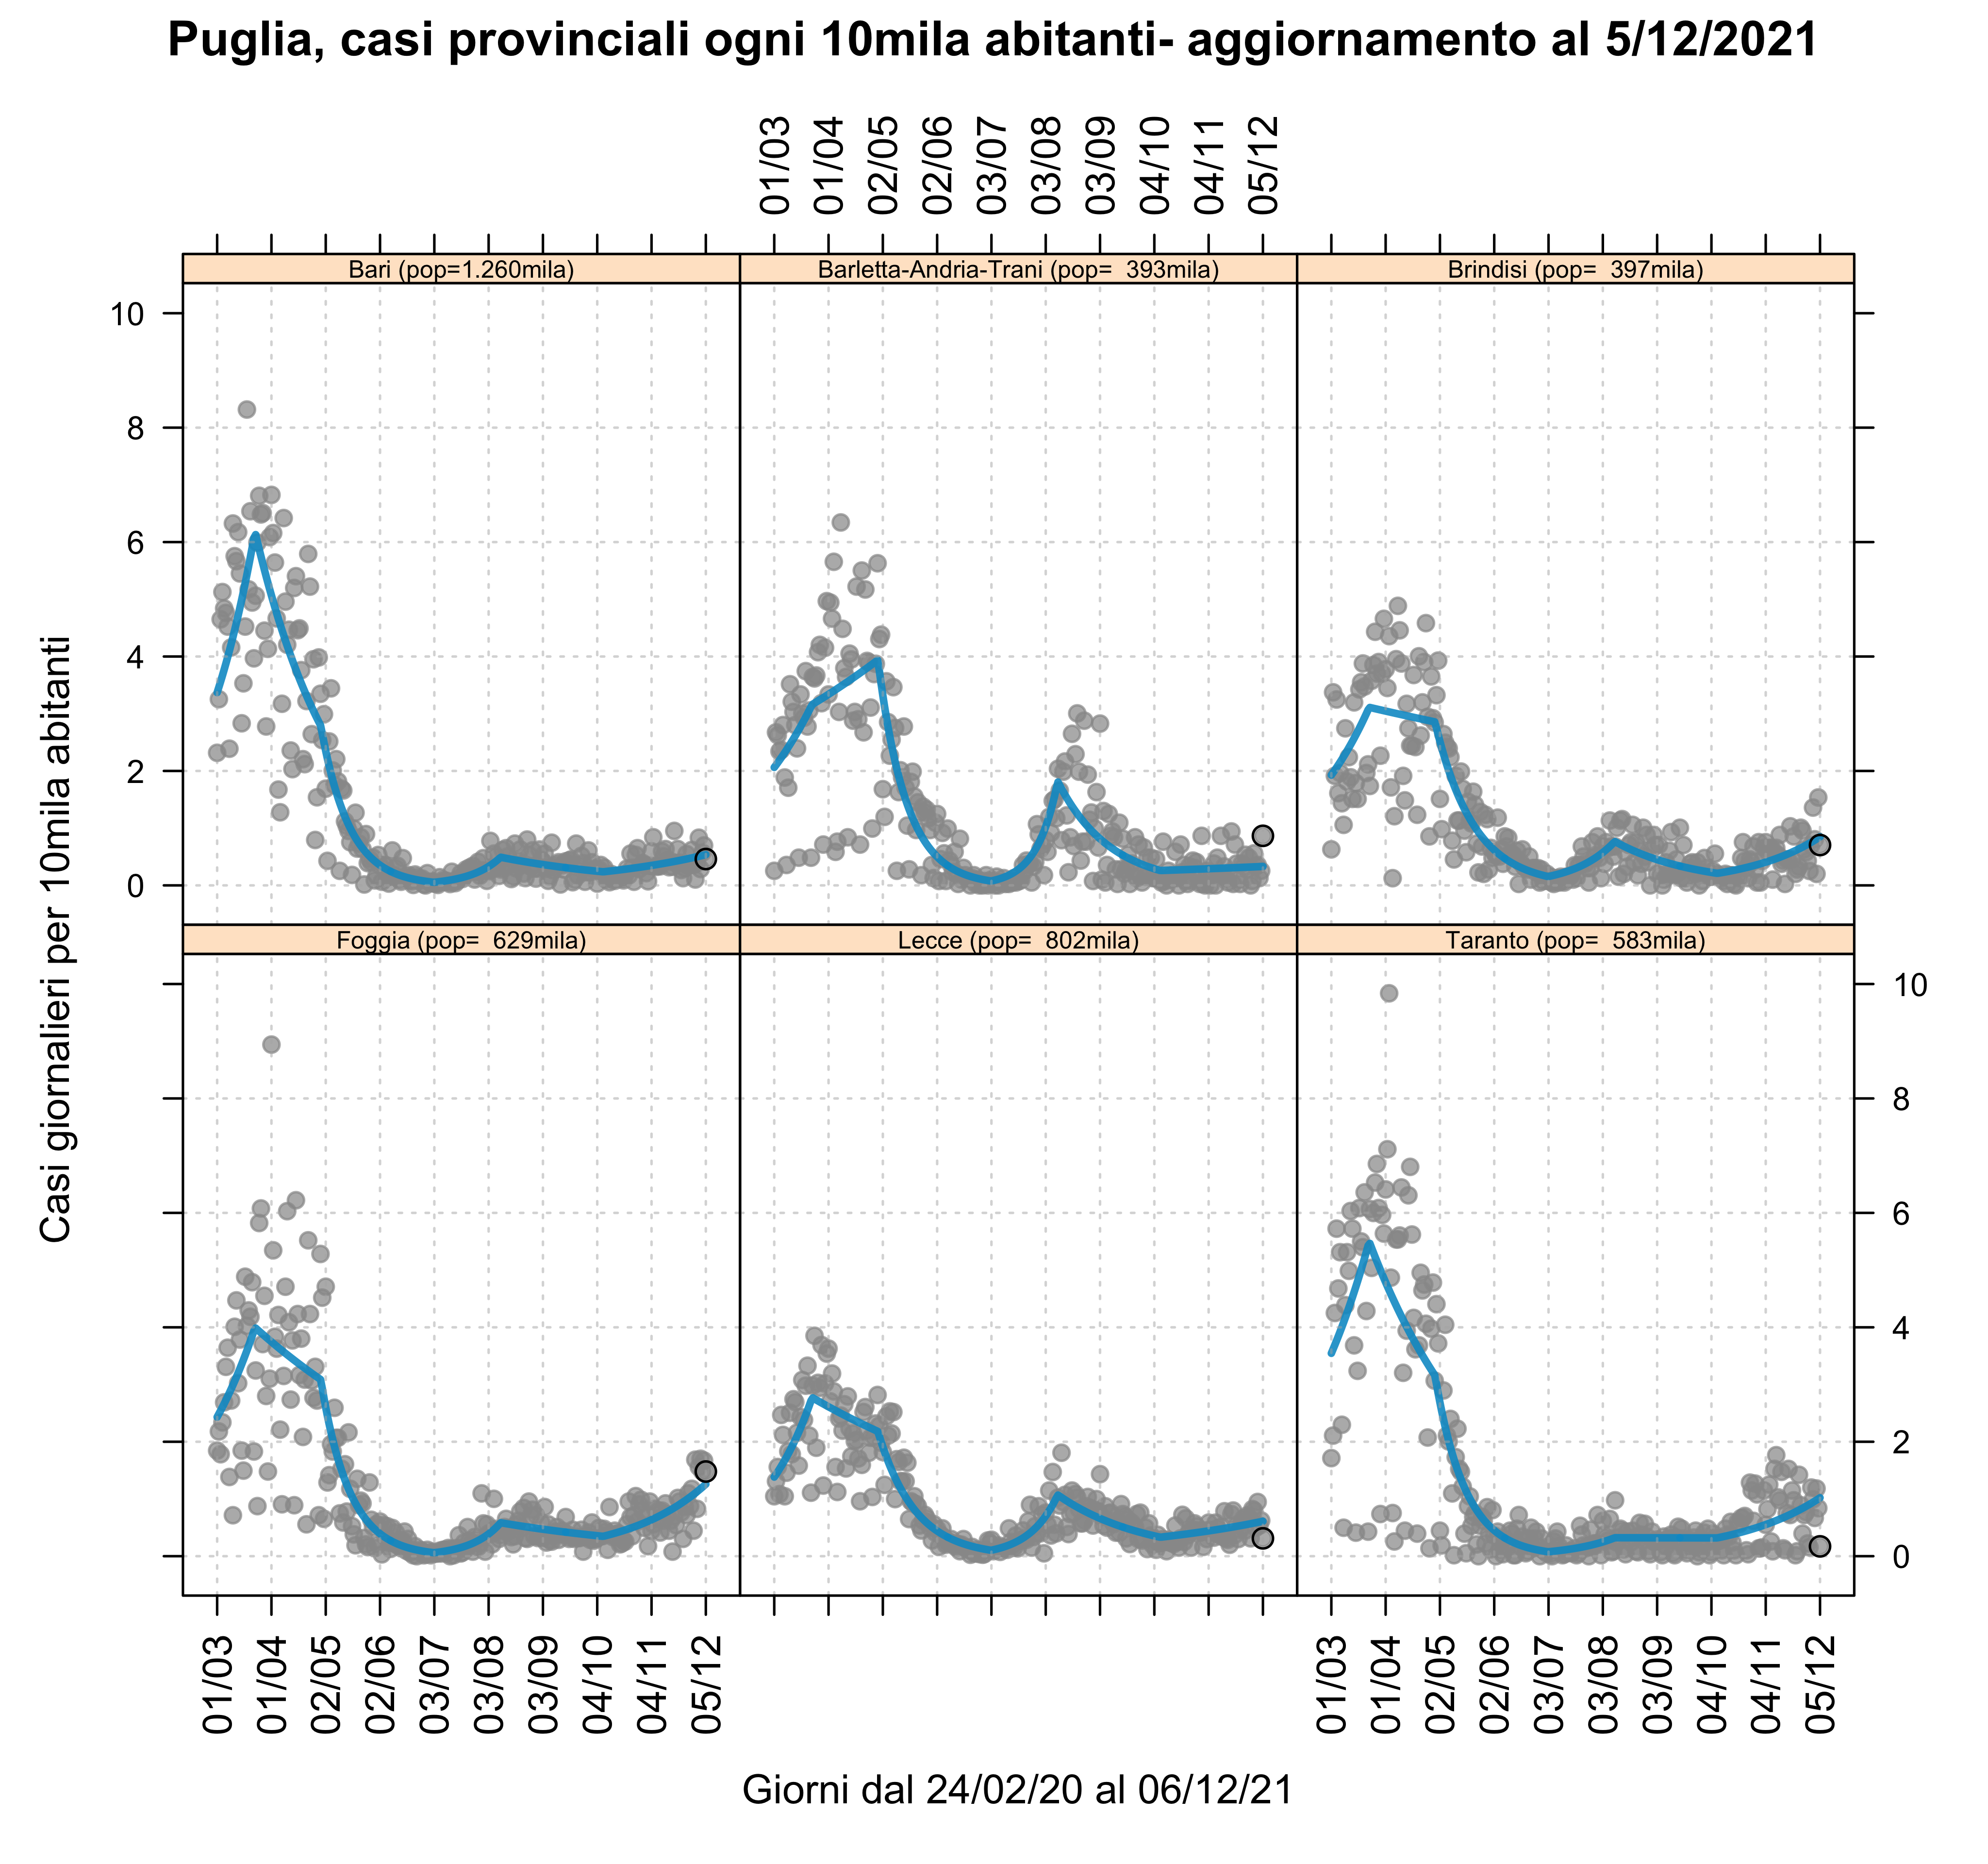 Puglia, casi provinciali ogni 10mila abitanti- aggiornamento al 5/12/2021
01/03 01/04 02/05 02/06 03/07 03/08 03/09 04/10 04/11 05/12
Bari (pop=1.260mila) Barletta-Andria-Trani (pop= 393mila) Brindisi (pop= 397mila)
10
8
6
4
2
0
Casi giornalieri per 10mila abitanti
Foggia (pop= 629mila) Lecce (pop= 802mila) Taranto (pop= 583mila)
10
8
6
4
2
0
01/03 01/04 02/05 02/06 03/07 03/08 03/09 04/10 04/11 05/12 01/03 01/04 02/05 02/06 03/07 03/08 03/09 04/10 04/11 05/12
Giorni dal 24/02/20 al 06/12/21